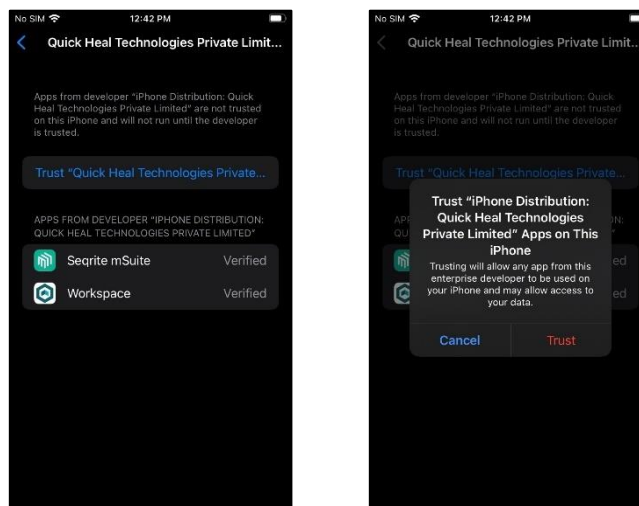 No SIM 12:42 PM
Quick Heal Technologies Private Limit...
Apps from developer "iPhone Distribution: Quick
Heal Technologies Private Limited" are not trusted
on this iPhone and will not run until the developer
is trusted.
Trust "Quick Heal Technologies Private...
APPS FROM DEVELOPER "IPHONE DISTRIBUTION:
QUICK HEAL TECHNOLOGIES PRIVATE LIMITED"
Seqrite mSuite Verified
Workspace Verified
No SIM 12:42 PM
Quick Heal Technologies Private Limit...
Apps from developer "iPhone Distribution: Quick
Heal Technologies Private Limited" are not trusted
on this iPhone and will not run until the developer
is trusted.
Trust "Quick Heal Technologies Private...
Trust "iPhone Distribution:
Quick Heal Technologies
Private Limited" Apps on This
iPhone
Trusting will allow any app from this
enterprise developer to be used on
your iPhone and may allow access to
your data.
Cancel Trust